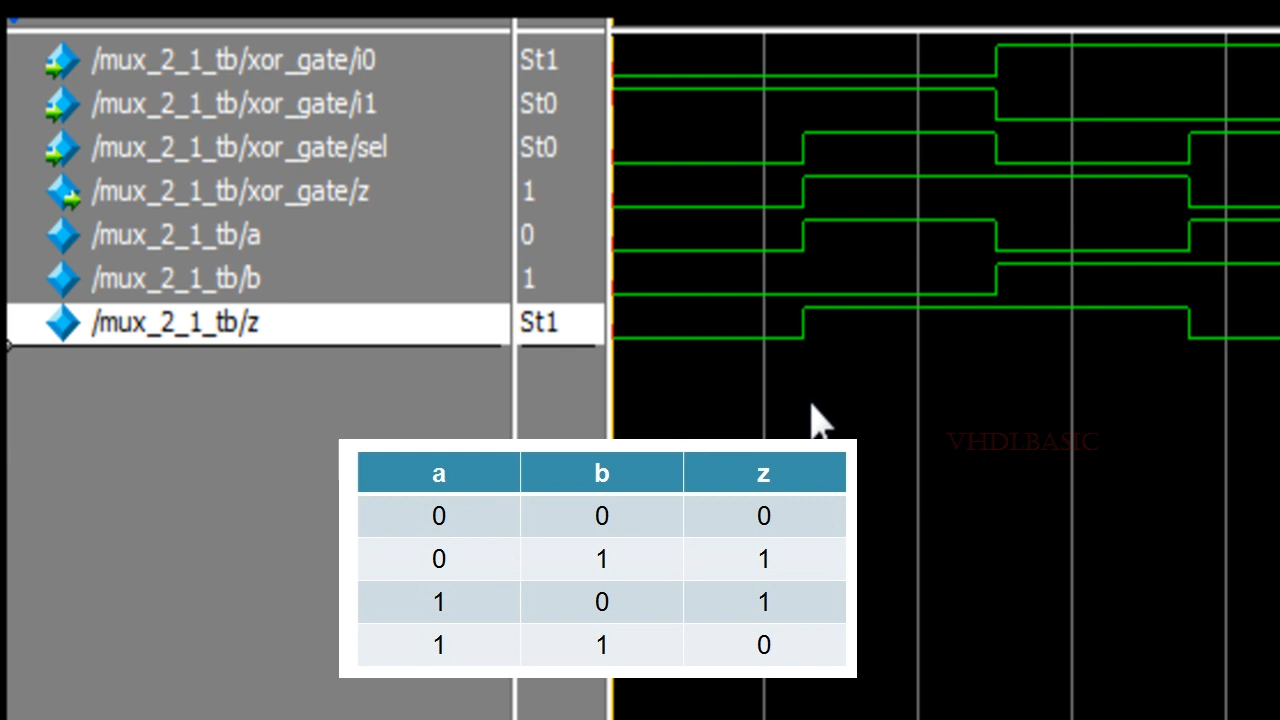 /mux_2_1_tb/xor_gate/i0 St1
/mux_2_1_tb/xor_gate/i1 St0
/mux_2_1_tb/xor_gate/sel St0
/mux_2_1_tb/xor_gate/z 1
/mux_2_1_tb/a 0
/mux_2_1_tb/b 1
/mux_2_1_tb/z St1
VHDLBASIC
a b z
0 0 0
0 1 1
1 0 1
1 1 0